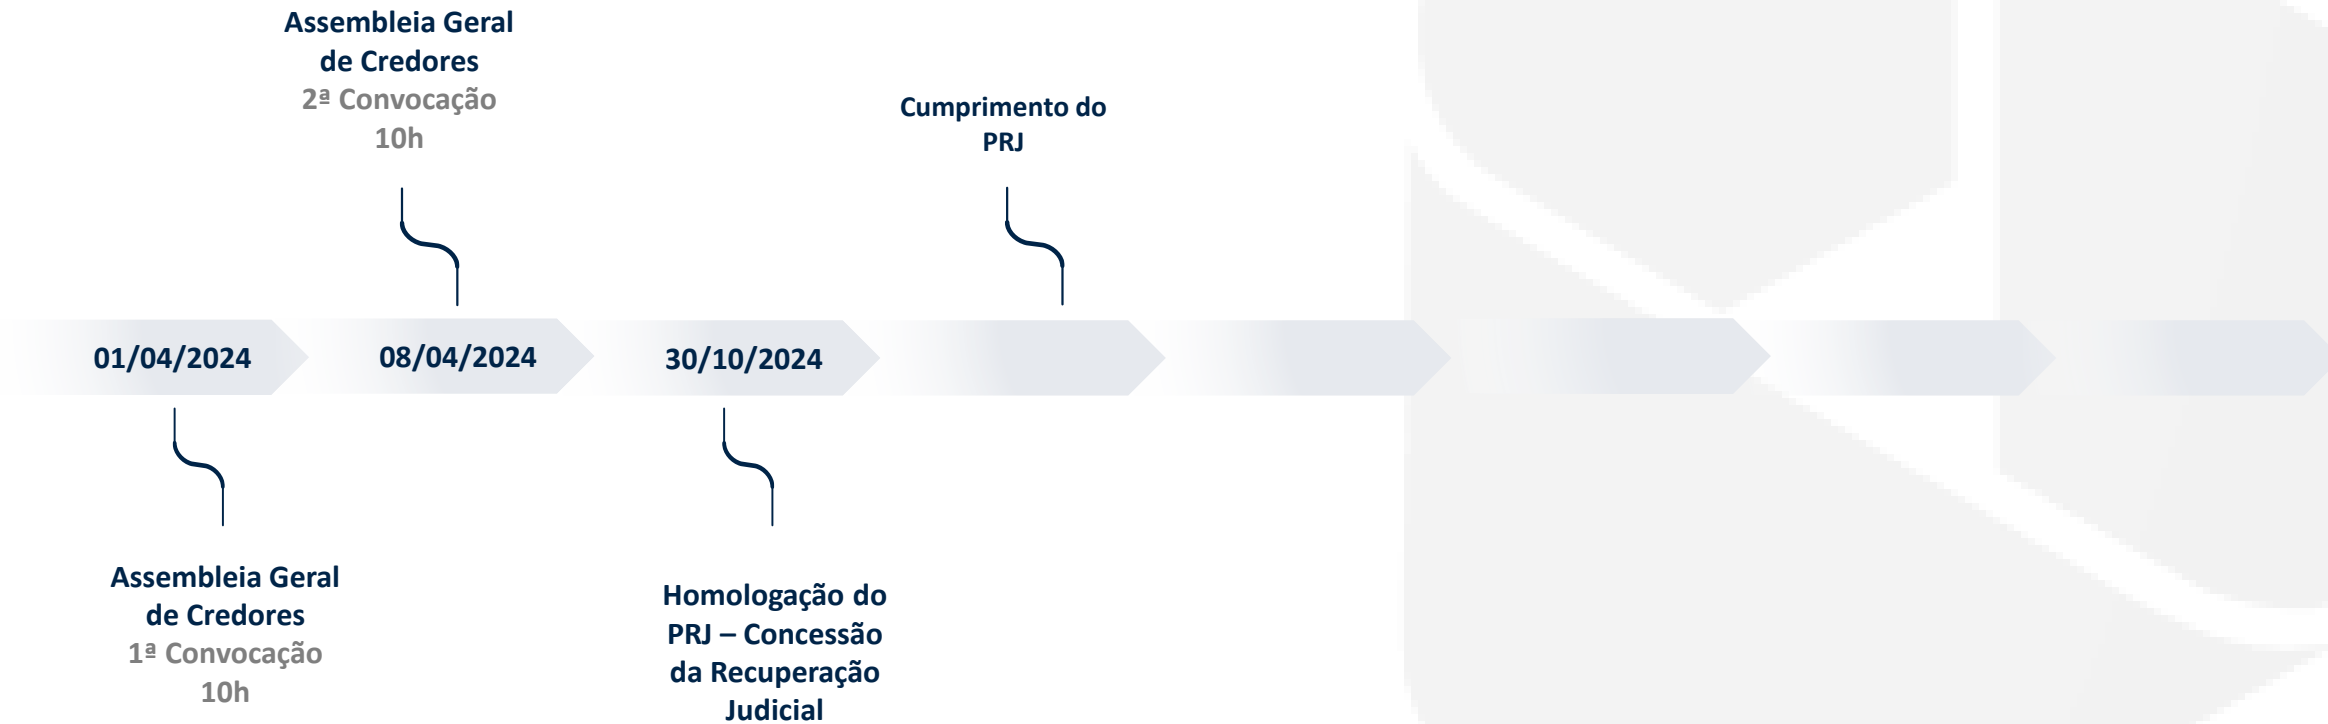 Assembleia Geral
de Credores
2ª Convocação
10h
Cumprimento do
PRJ
01/04/2024
08/04/2024
30/10/2024
Assembleia Geral
de Credores
1ª Convocação
10h
Homologação do
PRJ – Concessão
da Recuperação
Judicial